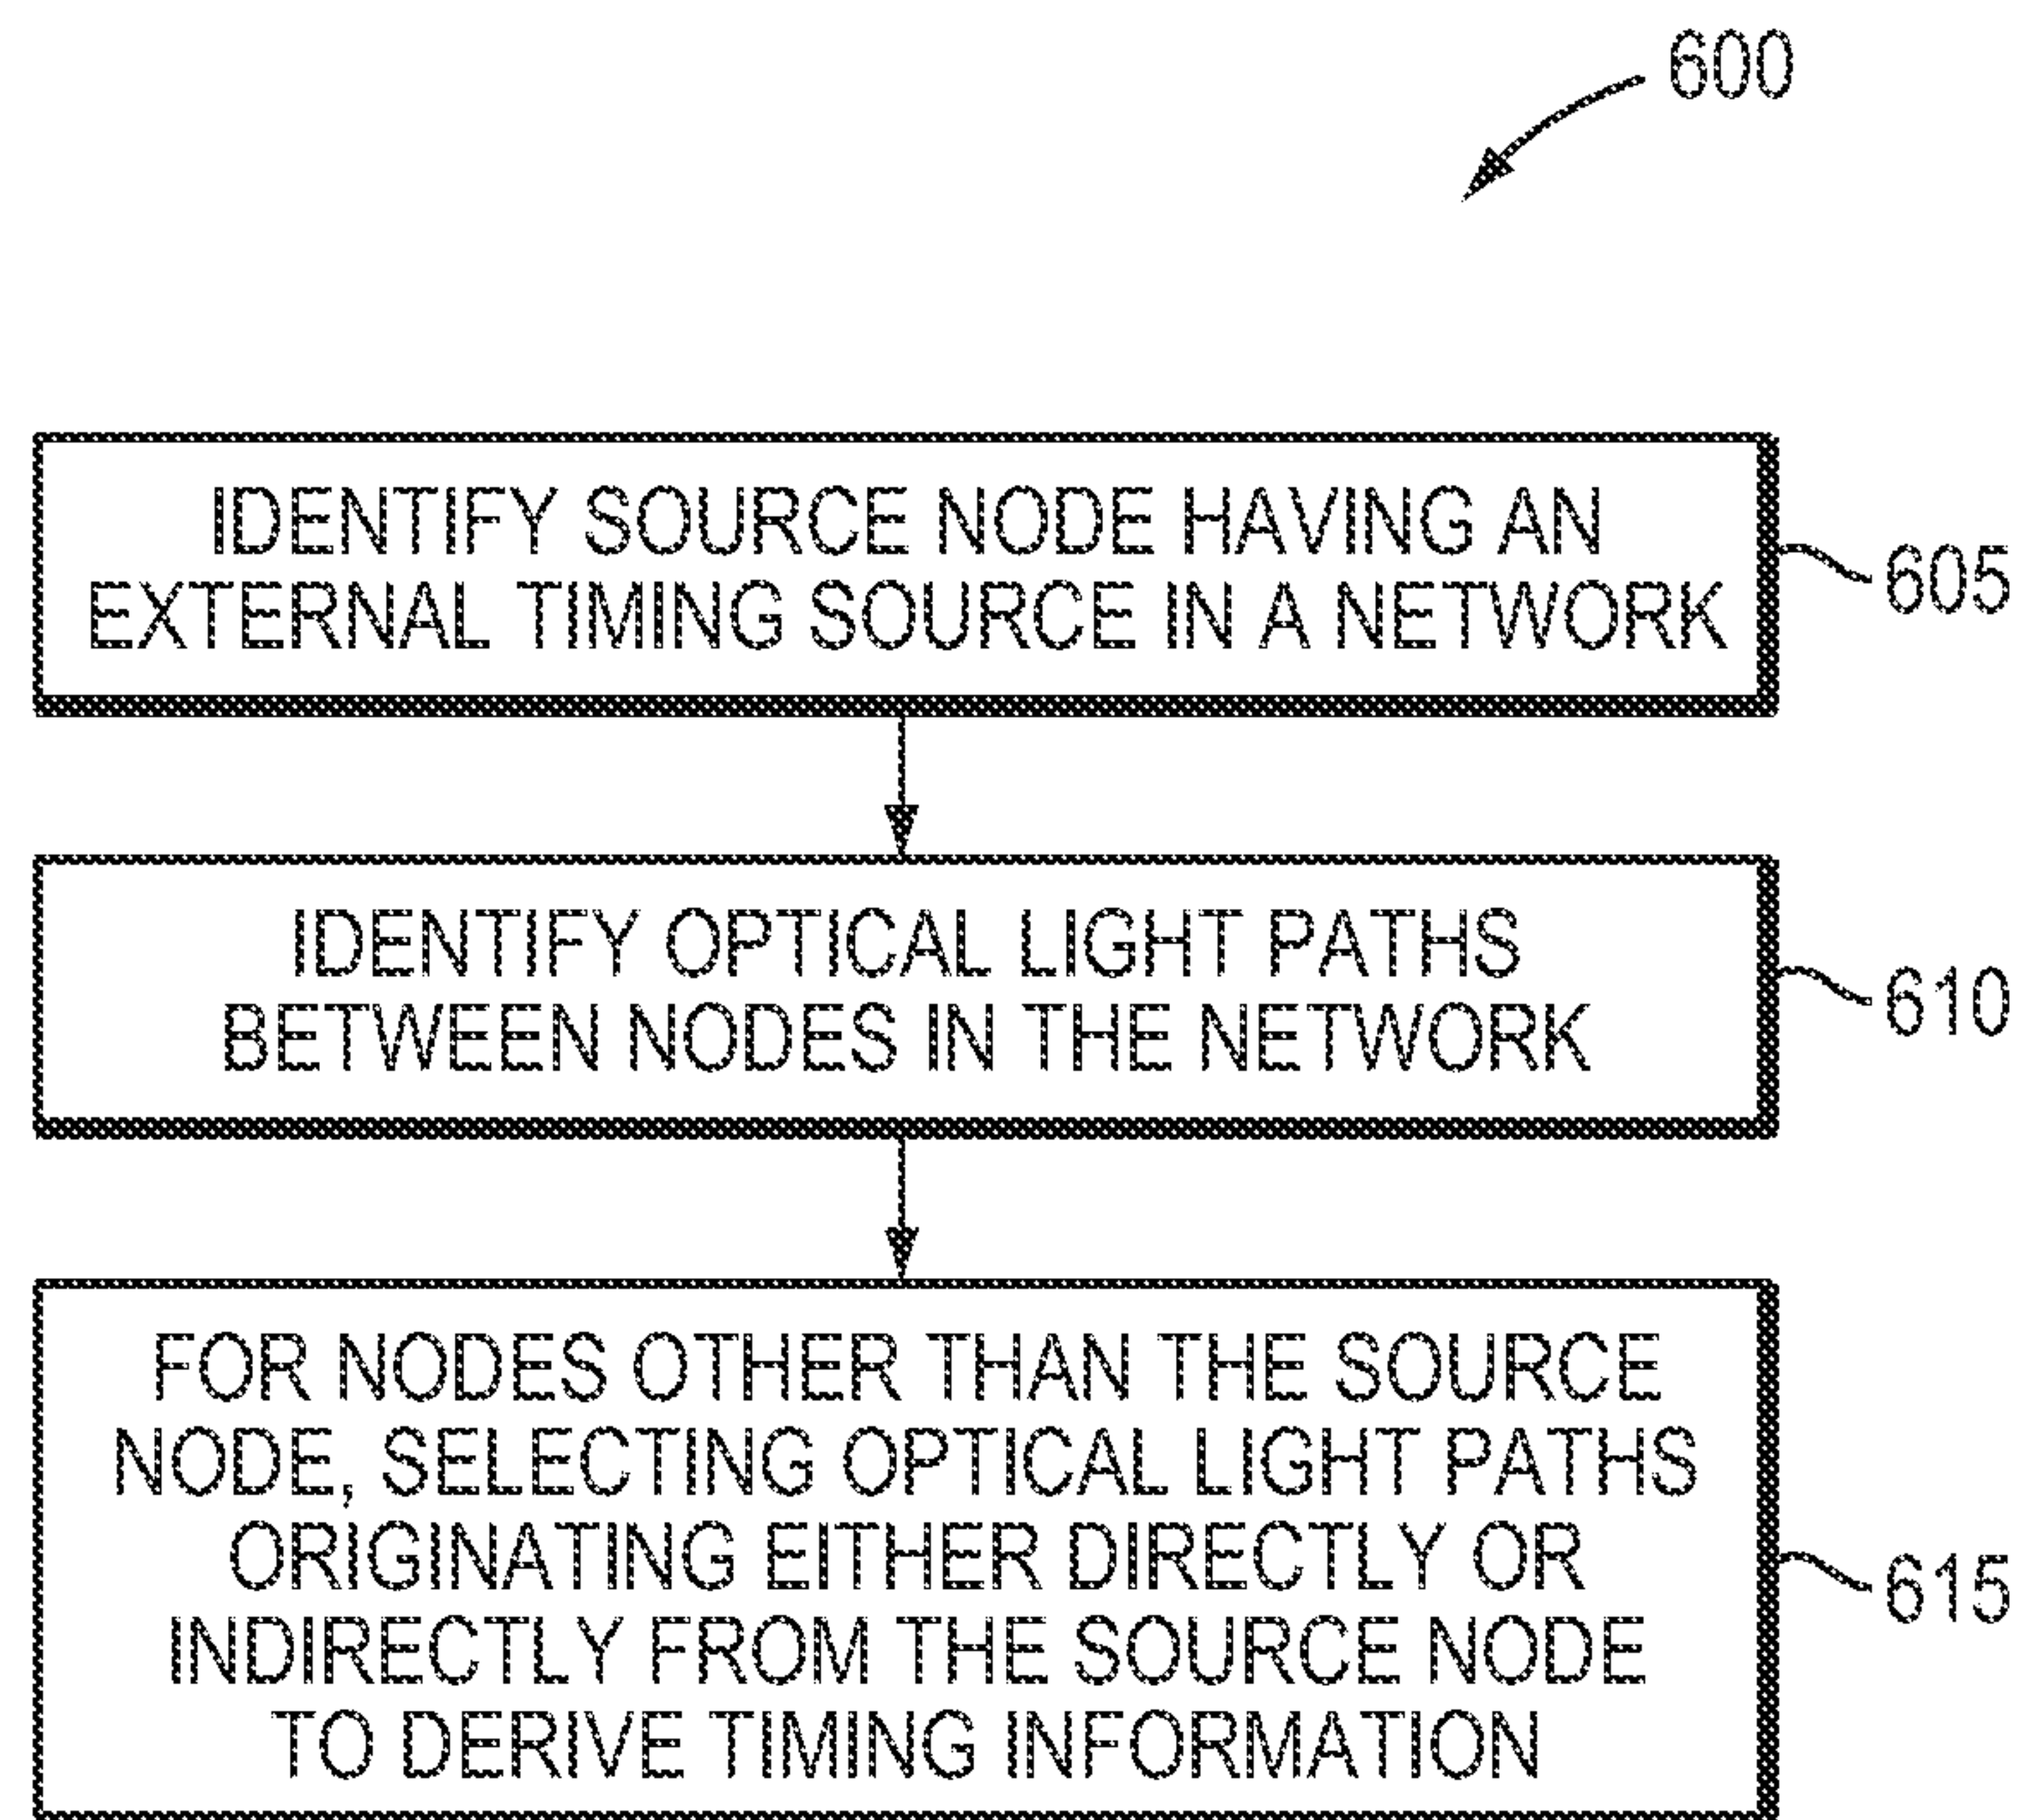 600
IDENTIFY SOURCE NODE HAVING AN
EXTERNAL TIMING SOURCE IN A NETWORK
605
IDENTIFY OPTICAL LIGHT PATHS
BETWEEN NODES IN THE NETWORK
610
FOR NODES OTHER THAN THE SOURCE
NODE, SELECTING OPTICAL LIGHT PATHS
ORIGINATING EITHER DIRECTLY OR
INDIRECTLY FROM THE SOURCE NODE
TO DERIVE TIMING INFORMATION
615